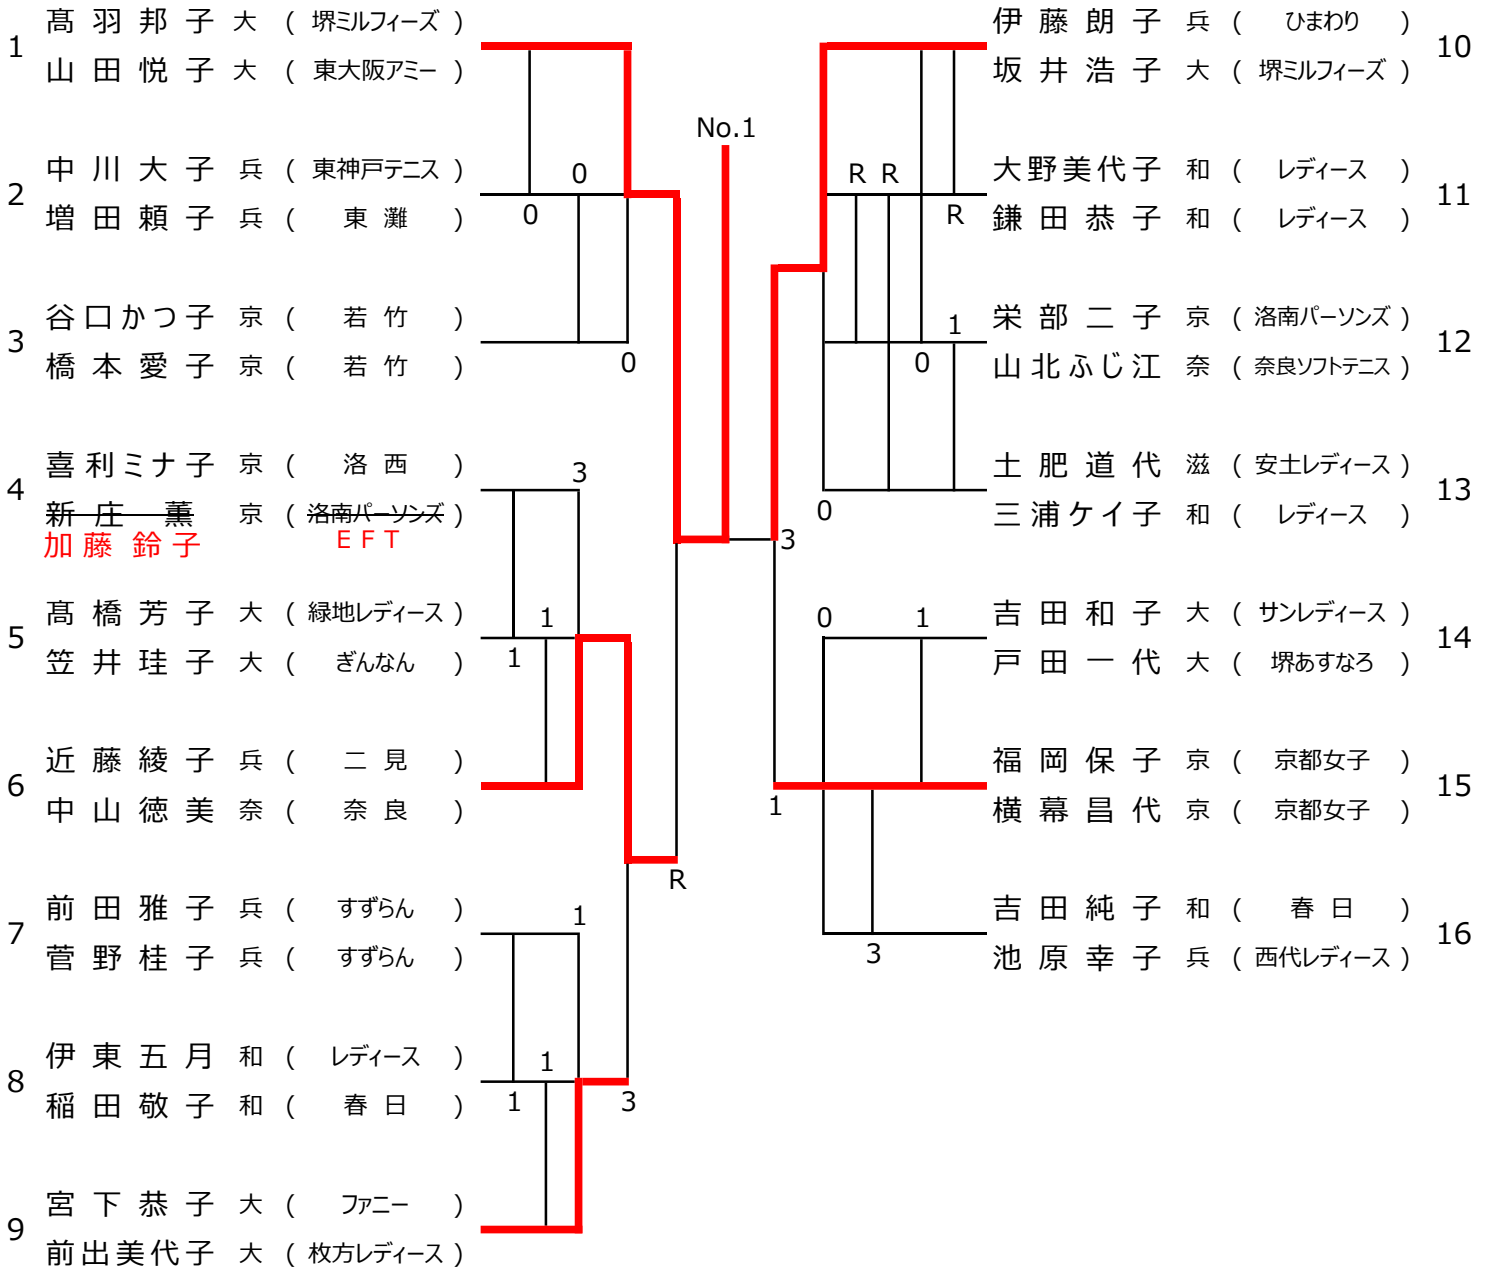 1
髙羽邦子 大 ( 堺ミルフィーズ )
山田悦子 大 ( 東大阪アミー )
2
中川大子 兵 ( 東神戸テニス )
増田頼子 兵 ( 東 灘 )
0
0
3
谷口かつ子 京 ( 若 竹 )
橋本愛子 京 ( 若 竹 )
0
4
喜利ミナ子 京 ( 洛 西 )
新庄 薫 京 ( 洛南パーソンズ )
加藤鈴子 EFT
3
5
髙橋芳子 大 ( 緑地レディース )
笠井珪子 大 ( ぎんなん )
1
1
6
近藤綾子 兵 ( 二 見 )
中山徳美 奈 ( 奈 良 )
R
7
前田雅子 兵 ( すずらん )
菅野桂子 兵 ( すずらん )
1
8
伊東五月 和 ( レディース )
稲田敬子 和 ( 春 日 )
1
1
3
9
宮下恭子 大 ( ファニー )
前出美代子 大 ( 枚方レディース )
No.1
3
伊藤朗子 兵 ( ひまわり )
坂井浩子 大 ( 堺ミルフィーズ )
10
R R
大野美代子 和 ( レディース )
鎌田恭子 和 ( レディース )
11
R
1
栄部二子 京 ( 洛南パーソンズ )
山北ふじ江 奈 ( 奈良ソフトテニス )
12
0
土肥道代 滋 ( 安土レディース )
三浦ケイ子 和 ( レディース )
13
0
0 1
吉田和子 大 ( サンレディース )
戸田一代 大 ( 堺あすなろ )
14
福岡保子 京 ( 京都女子 )
横幕昌代 京 ( 京都女子 )
15
1
吉田純子 和 ( 春 日 )
池原幸子 兵 ( 西代レディース )
16
3